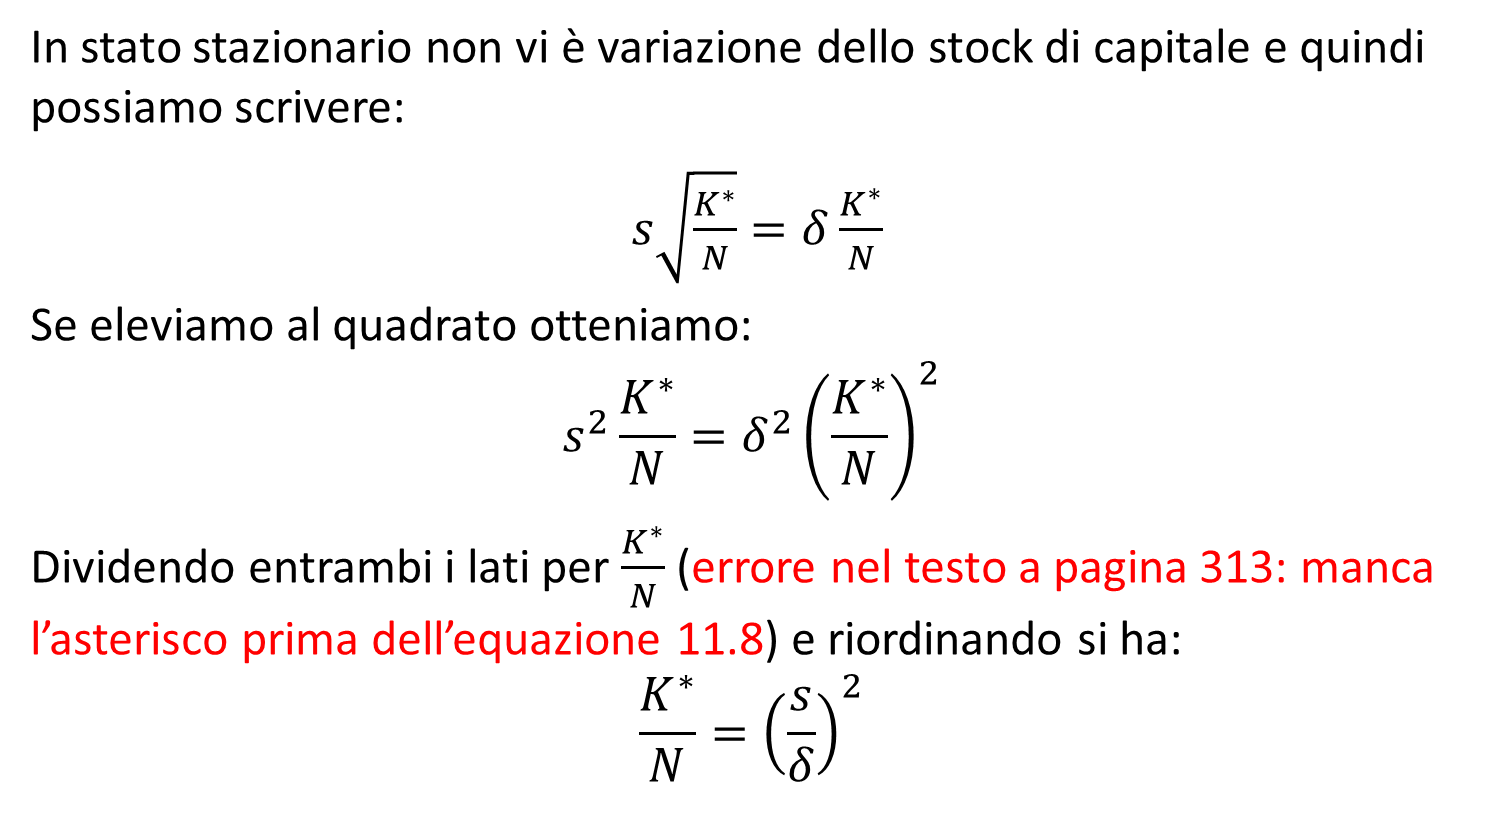 In stato stazionario non vi è variazione dello stock di capitale e quindi
possiamo scrivere:
s√(K*/N) = δ K*/N
Se eleviamo al quadrato otteniamo:
s² K*/N = δ² (K*/N)²
Dividendo entrambi i lati per K*/N (errore nel testo a pagina 313: manca
l’asterisco prima dell’equazione 11.8) e riordinando si ha:
K*/N = (s/δ)²